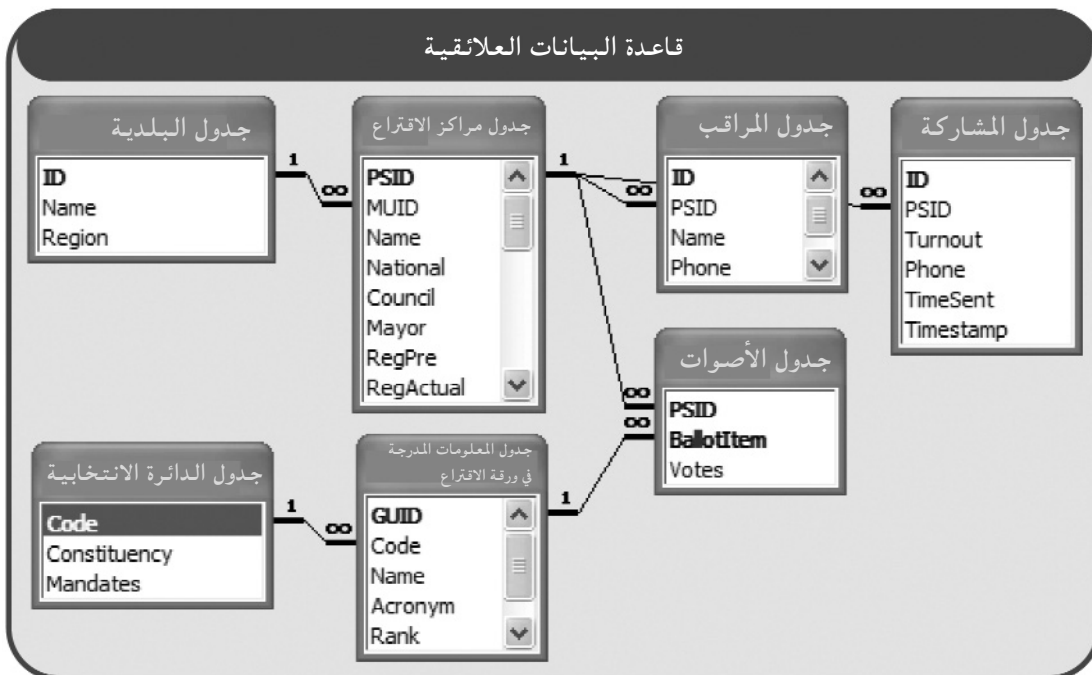 قاعدة البيانات العلائقية
جدول البلدية
ID
Name
Region
1
∞
جدول مراكز الاقتراع
PSID
MUID
Name
National
Council
Mayor
RegPre
RegActual
1
∞
جدول المراقب
ID
PSID
Name
Phone
∞
جدول المشاركة
ID
PSID
Turnout
Phone
TimeSent
Timestamp
جدول الأصوات
∞
∞
PSID
BallotItem
Votes
جدول الدائرة الانتخابية
Code
Constituency
Mandates
1
∞
جدول المعلومات المدرجة
في ورقة الاقتراع
GUID
Code
Name
Acronym
Rank
1